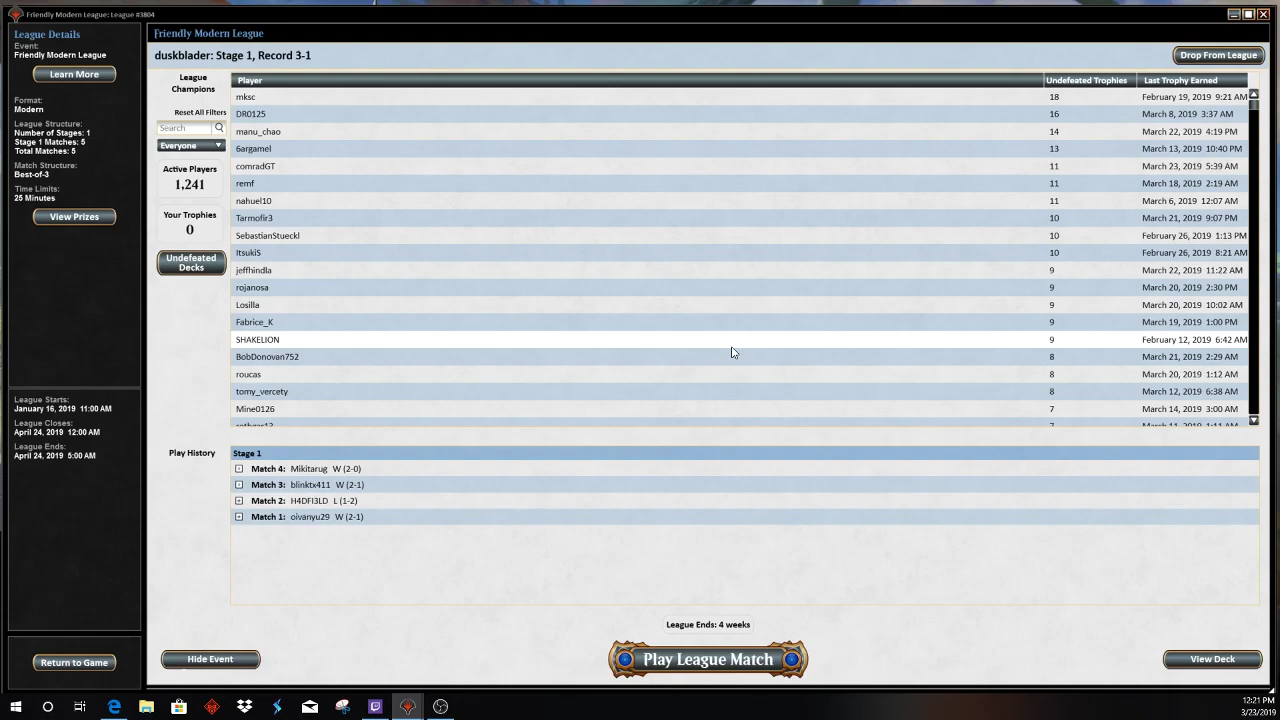 Friendly Modern League: League #3804
League Details
Event:
Friendly Modern League
Learn More
Format:
Modern
League Structure:
Number of Stages: 1
Stage 1 Matches: 5
Total Matches: 5
Match Structure:
Best-of-3
Time Limits:
25 Minutes
View Prizes
League Starts:
January 16, 2019 11:00 AM
League Closes:
April 24, 2019 12:00 AM
League Ends:
April 24, 2019 5:00 AM
Return to Game
Friendly Modern League
duskblader: Stage 1, Record 3-1
Drop From League
League
Champions
Reset All Filters
Search
Everyone
Active Players
1,241
Your Trophies
0
Undefeated
Decks
Player Undefeated Trophies Last Trophy Earned
mksc 18 February 19, 2019 9:21 AM
DR0125 16 March 8, 2019 3:37 AM
manu_chao 14 March 22, 2019 4:19 PM
6argamel 13 March 13, 2019 10:40 PM
comradGT 11 March 23, 2019 5:39 AM
remf 11 March 18, 2019 2:19 AM
nahuel10 11 March 6, 2019 12:07 AM
Tarmofir3 10 March 21, 2019 9:07 PM
SebastianStueckl 10 February 26, 2019 1:13 PM
ItsukiS 10 February 26, 2019 8:21 AM
jeffhindla 9 March 22, 2019 11:22 AM
rojanosa 9 March 20, 2019 2:30 PM
Losilla 9 March 20, 2019 10:02 AM
Fabrice_K 9 March 19, 2019 1:00 PM
SHAKELION 9 February 12, 2019 6:42 AM
BobDonovan752 8 March 21, 2019 2:29 AM
roucas 8 March 20, 2019 1:12 AM
tomy_vercety 8 March 12, 2019 6:38 AM
Mine0126 7 March 14, 2019 3:00 AM
Play History
Stage 1
Match 4: Mikitarug W (2-0)
Match 3: blinktx411 W (2-1)
Match 2: H4DFI3LD L (1-2)
Match 1: oivanyu29 W (2-1)
League Ends: 4 weeks
Hide Event
Play League Match
View Deck
12:21 PM
3/23/2019